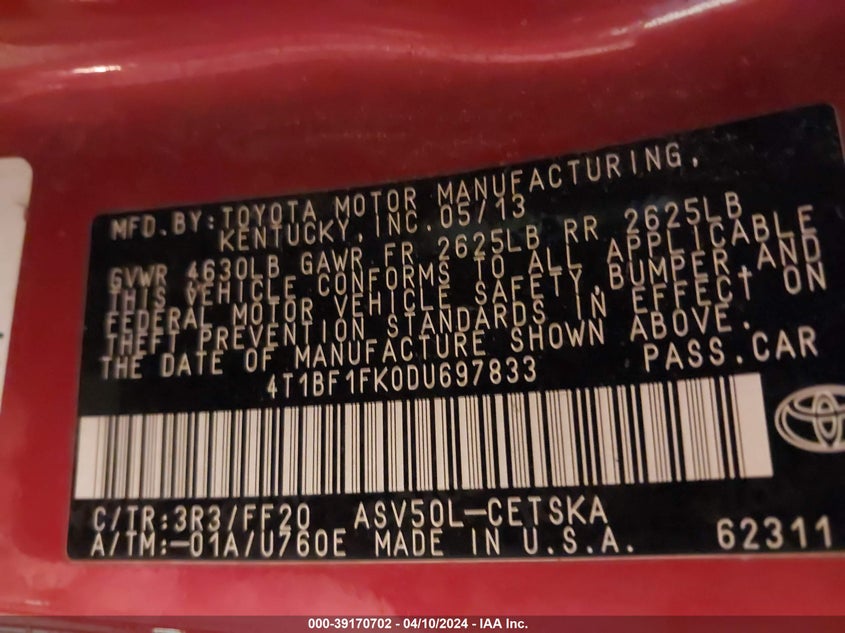 MFD.BY:TOYOTA MOTOR MANUFACTURING,
KENTUCKY,INC.05/13
GVWR 4630LB GAWR FR 2625LB RR 2625LB
THIS VEHICLE CONFORMS TO ALL APPLICABLE
FEDERAL MOTOR VEHICLE SAFETY,BUMPER,AND
THEFT PREVENTION STANDARDS IN EFFECT ON
THE DATE OF MANUFACTURE SHOWN ABOVE.
4T1BF1FK0DU697833 PASS.CAR
C/TR:3R3/FF20 ASV50L-CETSKA
A/TM:-01A/U760E MADE IN U.S.A. 62311
000-39170702 - 04/10/2024 - IAA Inc.